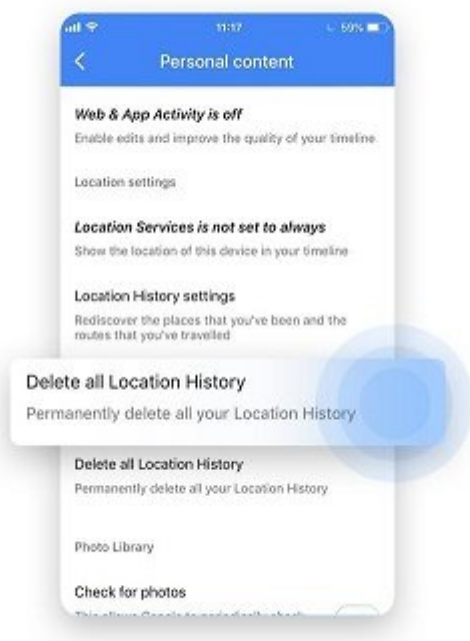 11:17 59%
Personal content
Web & App Activity is off
Enable edits and improve the quality of your timeline
Location settings
Location Services is not set to always
Show the location of this device in your timeline
Location History settings
Rediscover the places that you've been and the
routes that you've travelled
Delete all Location History
Permanently delete all your Location History
Delete all Location History
Permanently delete all your Location History
Photo Library
Check for photos